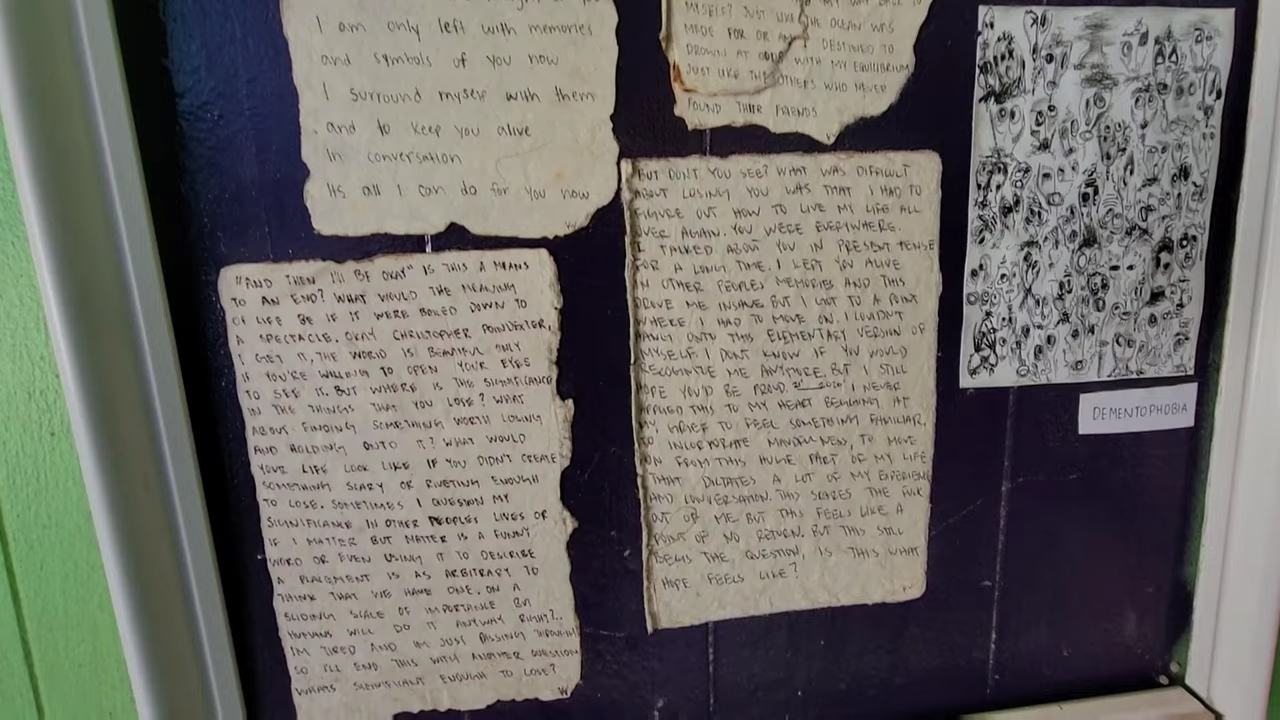 I am only left with memories
and symbols of you now
I surround myself with them
and to keep you alive
In conversation
Its all I can do for you now
W
MYSELF? JUST LIKE THE OCEAN WAS
MADE FOR OR AM I DESTINED TO
DROWN AT ODDS WITH MY EQUILIBRIUM
JUST LIKE THE OTHERS WHO NEVER
FOUND THEIR FRIENDS
"AND THEN I'LL BE OKAY" IS THIS A MEANS
TO AN END? WHAT WOULD THE MEANING
OF LIFE BE IF IT WERE BOILED DOWN TO
A SPECTACLE. OKAY CHRISTOPHER POINDEXTER,
I GET IT, THE WORLD IS BEAUTIFUL ONLY
IF YOU'RE WILLING TO OPEN YOUR EYES
TO SEE IT. BUT WHERE IS THE SIGNIFICANCE
IN THE THINGS THAT YOU LOSE? WHAT
ABOUT FINDING SOMETHING WORTH LOSING
AND HOLDING ONTO IT? WHAT WOULD
YOUR LIFE LOOK LIKE IF YOU DIDN'T CREATE
SOMETHING SCARY OR RIVETING ENOUGH
TO LOSE. SOMETIMES I QUESTION MY
SIGNIFICANCE IN OTHER PEOPLES LIVES OR
IF I MATTER BUT MATTER IS A FUNNY
WORD OR EVEN USING IT TO DESCRIBE
A PLACEMENT IS AS ARBITRARY TO
THINK THAT WE HAVE ONE. ON A
SLIDING SCALE OF IMPORTANCE BUT
HUMANS WILL DO IT ANYWAY RIGHT?..
IM TIRED AND IM JUST PASSING THROUGH
SO I'LL END THIS WITH ANOTHER QUESTION
WHATS SIGNIFICANT ENOUGH TO LOSE?
W
BUT DONT YOU SEE? WHAT WAS DIFFICULT
ABOUT LOSING YOU WAS THAT I HAD TO
FIGURE OUT HOW TO LIVE MY LIFE ALL
OVER AGAIN. YOU WERE EVERYWHERE.
I TALKED ABOUT YOU IN PRESENT TENSE
FOR A LONG TIME. I KEPT YOU ALIVE
IN OTHER PEOPLES MEMORIES AND THIS
DROVE ME INSANE BUT I GOT TO A POINT
WHERE I HAD TO MOVE ON. I COULDN'T
HANG ONTO THIS ELEMENTARY VERSION OF
MYSELF. I DONT KNOW IF YOU WOULD
RECOGNIZE ME ANYMORE. BUT I STILL
HOPE YOU'D BE PROUD. I NEVER
APPLIED THIS TO MY HEART BEGGING AT
MY GRIEF TO FEEL SOMETHING FAMILIAR,
TO INCORPORATE MINDFULNESS, TO MOVE
ON FROM THIS HUGE PART OF MY LIFE
THAT DICTATES A LOT OF MY EXPERIENCE
AND CONVERSATION. THIS SCARES THE FUCK
OUT OF ME BUT THIS FEELS LIKE A
POINT OF NO RETURN. BUT THIS STILL
BEGS THE QUESTION, IS THIS WHAT
HOPE FEELS LIKE?
DEMENTOPHOBIA